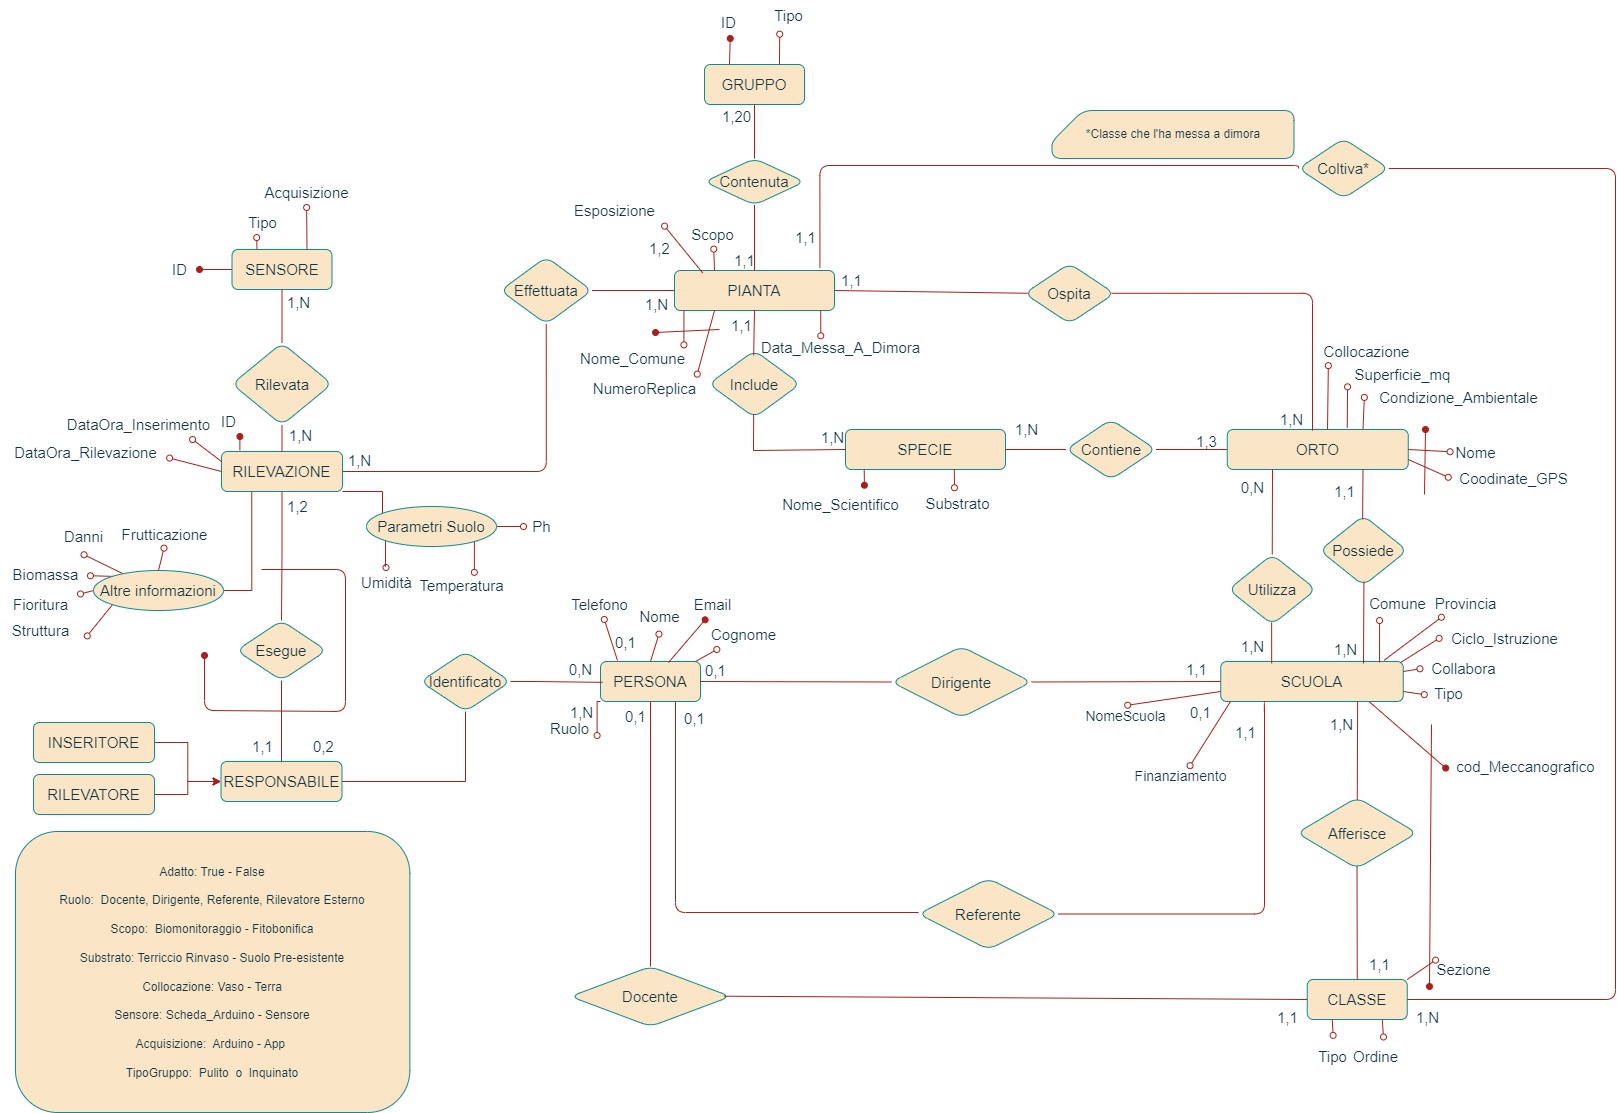 ID
Tipo
GRUPPO
1,20
*Classe che l'ha messa a dimora
Coltiva*
Contenuta
Acquisizione
Tipo
ID
SENSORE
1,N
Esposizione
1,2
Scopo
1,1
1,1
Effettuata
PIANTA
1,1
Ospita
1,N
1,1
Nome_Comune
Data_Messa_A_Dimora
NumeroReplica
Include
Rilevata
Collocazione
Superficie_mq
Condizione_Ambientale
DataOra_Inserimento
ID
DataOra_Rilevazione
1,N
RILEVAZIONE
1,N
1,N
SPECIE
1,N
Contiene
1,3
1,N
ORTO
Nome
Coodinate_GPS
Nome_Scientifico
Substrato
0,N
1,1
1,2
Parametri Suolo
Ph
Umidità
Temperatura
Danni
Frutticazione
Biomassa
Altre informazioni
Fioritura
Struttura
Possiede
Utilizza
Telefono
Nome
Email
Cognome
0,1
Comune
Provincia
Ciclo_Istruzione
Collabora
Tipo
Esegue
Identificato
0,N
PERSONA
0,1
Dirigente
1,1
1,N
1,N
SCUOLA
1,N
Ruolo
0,1
0,1
NomeScuola
0,1
Finanziamento
1,1
1,N
cod_Meccanografico
INSERITORE
RILEVATORE
1,1
0,2
RESPONSABILE
Afferisce
Referente
Docente
1,1
Sezione
CLASSE
1,1
1,N
Tipo
Ordine
Adatto: True - False
Ruolo: Docente, Dirigente, Referente, Rilevatore Esterno
Scopo: Biomonitoraggio - Fitobonifica
Substrato: Terriccio Rinvaso - Suolo Pre-esistente
Collocazione: Vaso - Terra
Sensore: Scheda_Arduino - Sensore
Acquisizione: Arduino - App
TipoGruppo: Pulito o Inquinato